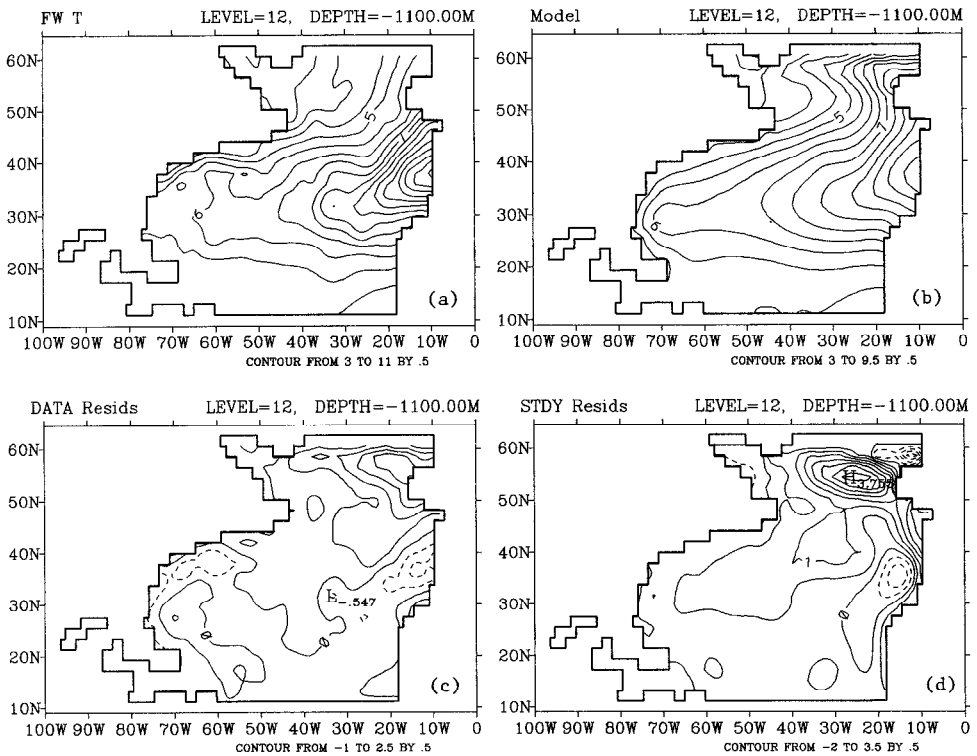 FW T LEVEL=12, DEPTH=-1100.00M
60N
50N
40N
30N
20N
10N
5
7
6
(a)
100W 90W 80W 70W 60W 50W 40W 30W 20W 10W 0
CONTOUR FROM 3 TO 11 BY .5
Model LEVEL=12, DEPTH=-1100.00M
60N
50N
40N
30N
20N
10N
5
7
6
(b)
100W 90W 80W 70W 60W 50W 40W 30W 20W 10W 0
CONTOUR FROM 3 TO 9.5 BY .5
DATA Resids LEVEL=12, DEPTH=-1100.00M
60N
50N
40N
30N
20N
10N
L-.547
0
0
(c)
100W 90W 80W 70W 60W 50W 40W 30W 20W 10W 0
CONTOUR FROM -1 TO 2.5 BY .5
STDY Resids LEVEL=12, DEPTH=-1100.00M
60N
50N
40N
30N
20N
10N
1
0
(d)
100W 90W 80W 70W 60W 50W 40W 30W 20W 10W 0
CONTOUR FROM -2 TO 3.5 BY .5